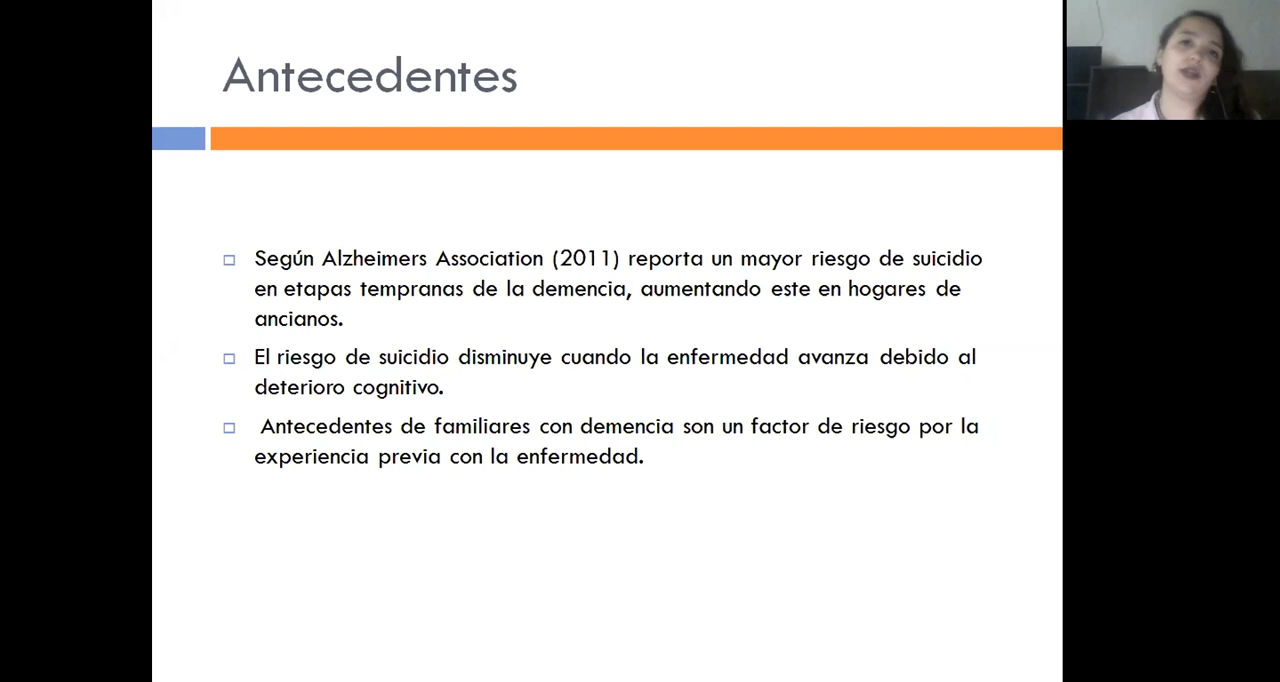 Antecedentes
Según Alzheimers Association (2011) reporta un mayor riesgo de suicidio
en etapas tempranas de la demencia, aumentando este en hogares de
ancianos.
El riesgo de suicidio disminuye cuando la enfermedad avanza debido al
deterioro cognitivo.
Antecedentes de familiares con demencia son un factor de riesgo por la
experiencia previa con la enfermedad.